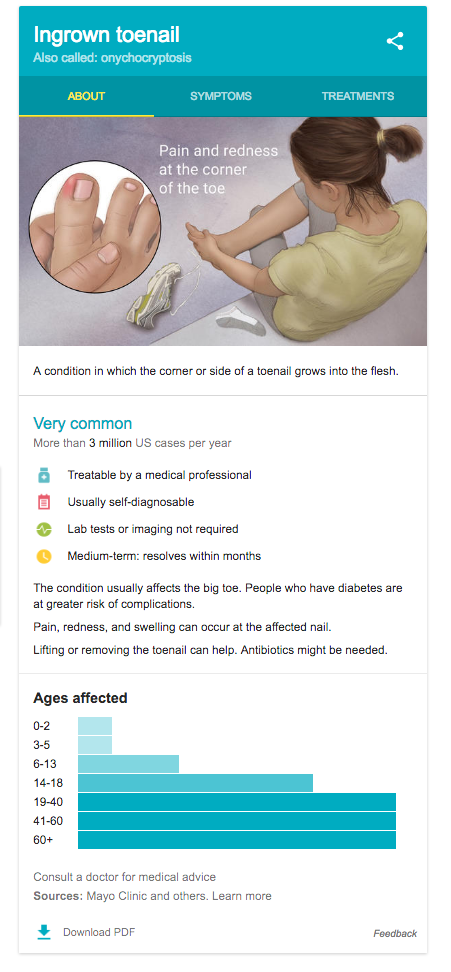 Ingrown toenail
Also called: onychocryptosis
ABOUT SYMPTOMS TREATMENTS
Pain and redness
at the corner
of the toe
A condition in which the corner or side of a toenail grows into the flesh.
Very common
More than 3 million US cases per year
Treatable by a medical professional
Usually self-diagnosable
Lab tests or imaging not required
Medium-term: resolves within months
The condition usually affects the big toe. People who have diabetes are
at greater risk of complications.
Pain, redness, and swelling can occur at the affected nail.
Lifting or removing the toenail can help. Antibiotics might be needed.
Ages affected
0-2
3-5
6-13
14-18
19-40
41-60
60+
Consult a doctor for medical advice
Sources: Mayo Clinic and others. Learn more
Download PDF Feedback